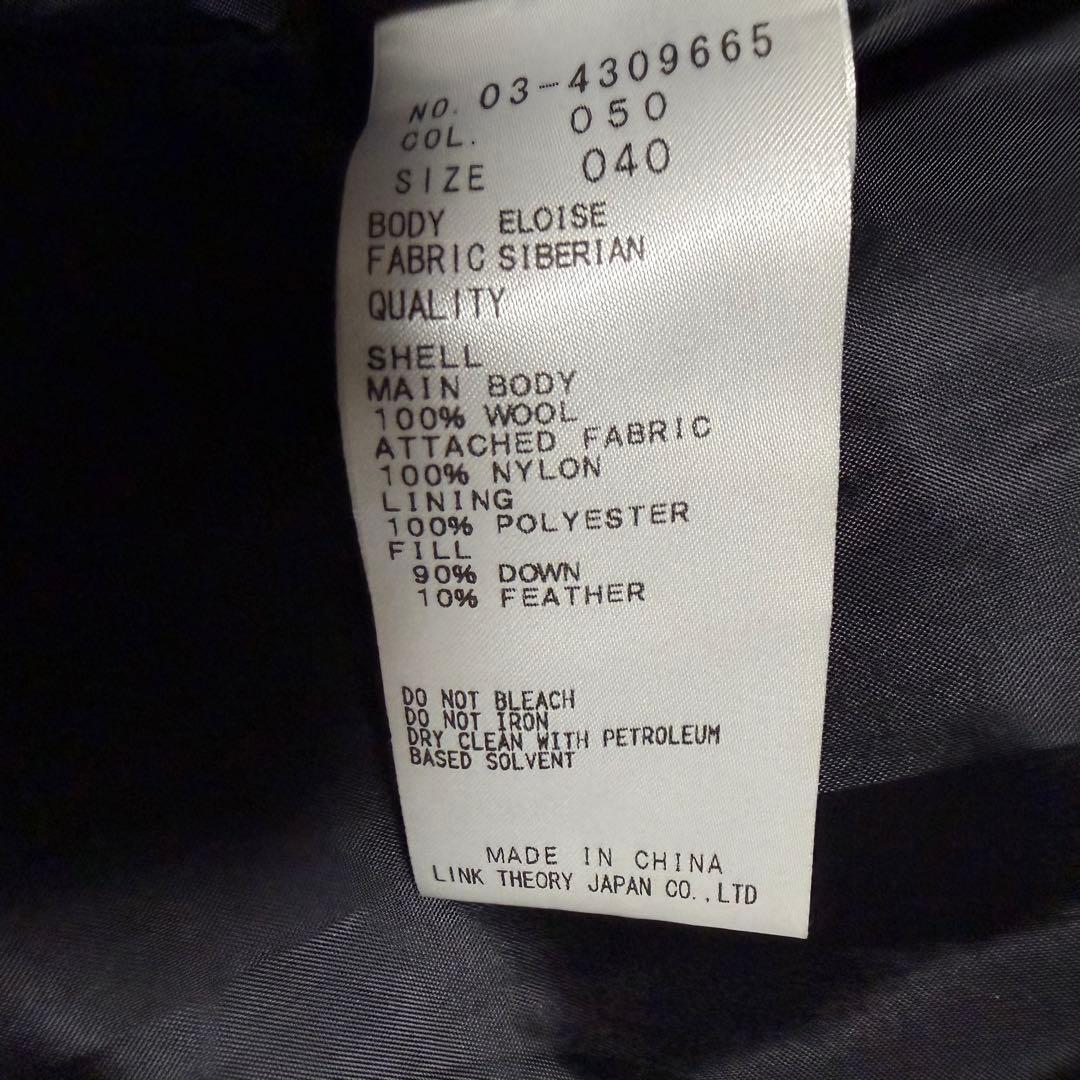 NO. 03-4309665
COL. 050
SIZE 040
BODY ELOISE
FABRIC SIBERIAN
QUALITY
SHELL
MAIN BODY
100% WOOL
ATTACHED FABRIC
100% NYLON
LINING
100% POLYESTER
FILL
90% DOWN
10% FEATHER
DO NOT BLEACH
DO NOT IRON
DRY CLEAN WITH PETROLEUM
BASED SOLVENT
MADE IN CHINA
LINK THEORY JAPAN CO.,LTD